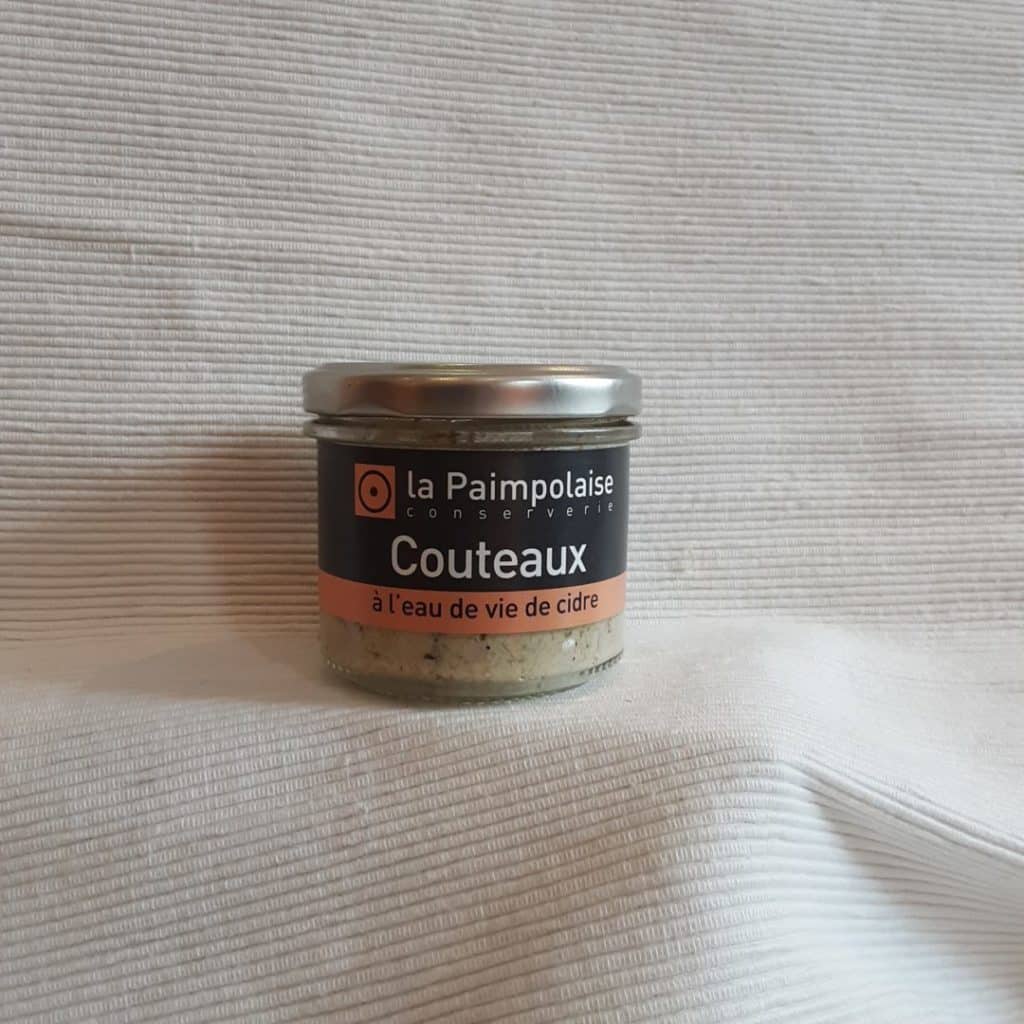 la Paimpolaise
conserverie
Couteaux
à l'eau de vie de cidre